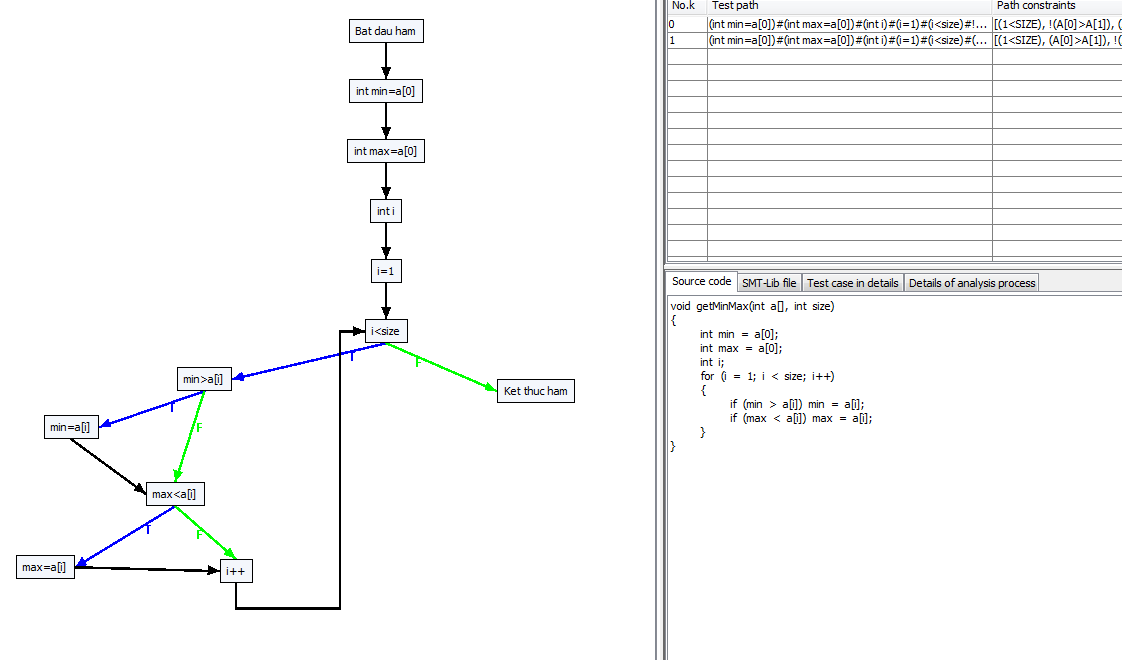 Bat dau ham
int min=a[0]
int max=a[0]
int i
i=1
i<size
T
F
min>a[i]
Ket thuc ham
T
F
min=a[i]
max<a[i]
T
F
max=a[i]
i++
No.k Test path Path constraints
0 (int min=a[0])#(int max=a[0])#(int i)#(i=1)#(i<size)#!... [(1<SIZE), !(A[0]>A[1]), (
1 (int min=a[0])#(int max=a[0])#(int i)#(i=1)#(i<size)#(... [(1<SIZE), (A[0]>A[1]), !(
Source code SMT-Lib file Test case in details Details of analysis process
void getMinMax(int a[], int size)
{
int min = a[0];
int max = a[0];
int i;
for (i = 1; i < size; i++)
{
if (min > a[i]) min = a[i];
if (max < a[i]) max = a[i];
}
}